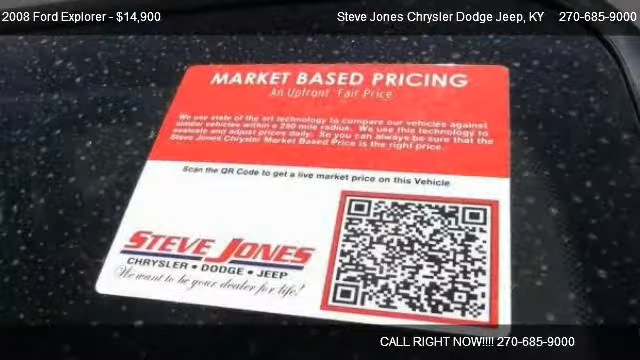 2008 Ford Explorer - $14,900
Steve Jones Chrysler Dodge Jeep, KY 270-685-9000
MARKET BASED PRICING
An Upfront Fair Price
We use state of the art technology to compare our vehicles against
similar vehicles within a 250 mile radius. We use this technology to
evaluate and adjust prices daily. So you can always be sure that the
Steve Jones Chrysler Market Based Price is the right price.
Scan the QR Code to get a live market price on this Vehicle
STEVE JONES
CHRYSLER • DODGE • JEEP
We want to be your dealer for life!
CALL RIGHT NOW!!!! 270-685-9000